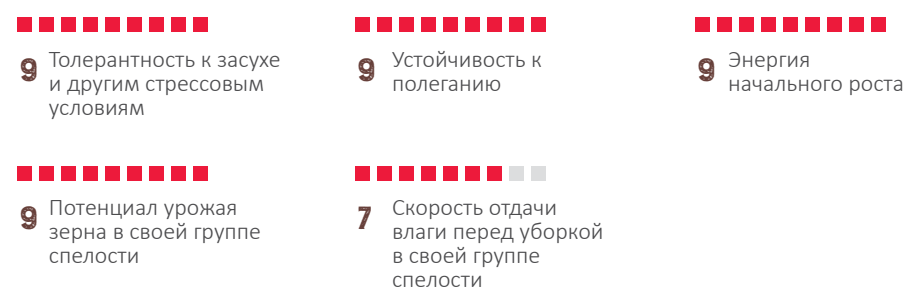 9 Толерантность к засухе
и другим стрессовым
условиям
9 Устойчивость к
полеганию
9 Энергия
начального роста
9 Потенциал урожая
зерна в своей группе
спелости
7 Скорость отдачи
влаги перед уборкой
в своей группе
спелости